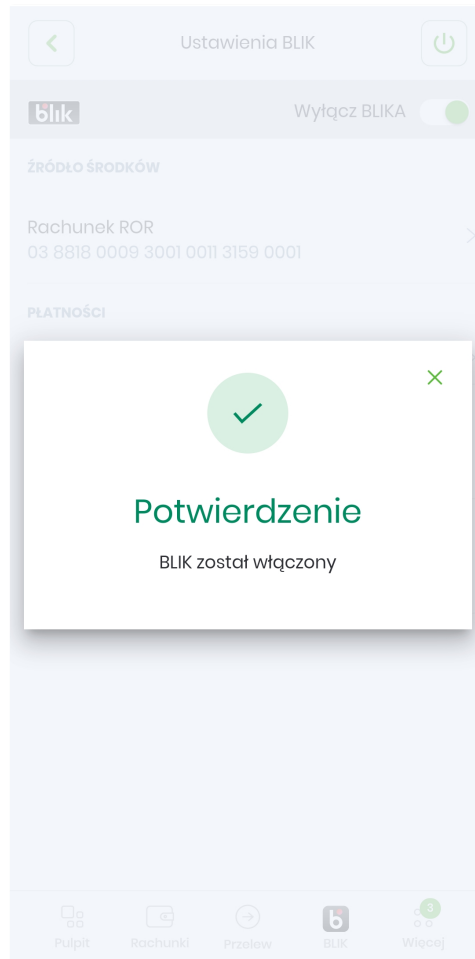 Ustawienia BLIK
blik
Wyłącz BLIKA
ŹRÓDŁO ŚRODKÓW
Rachunek ROR
03 8818 0009 3001 0011 3159 0001
PŁATNOŚCI
Potwierdzenie
BLIK został włączony
b
3
Pulpit Rachunki Przelew BLIK Więcej